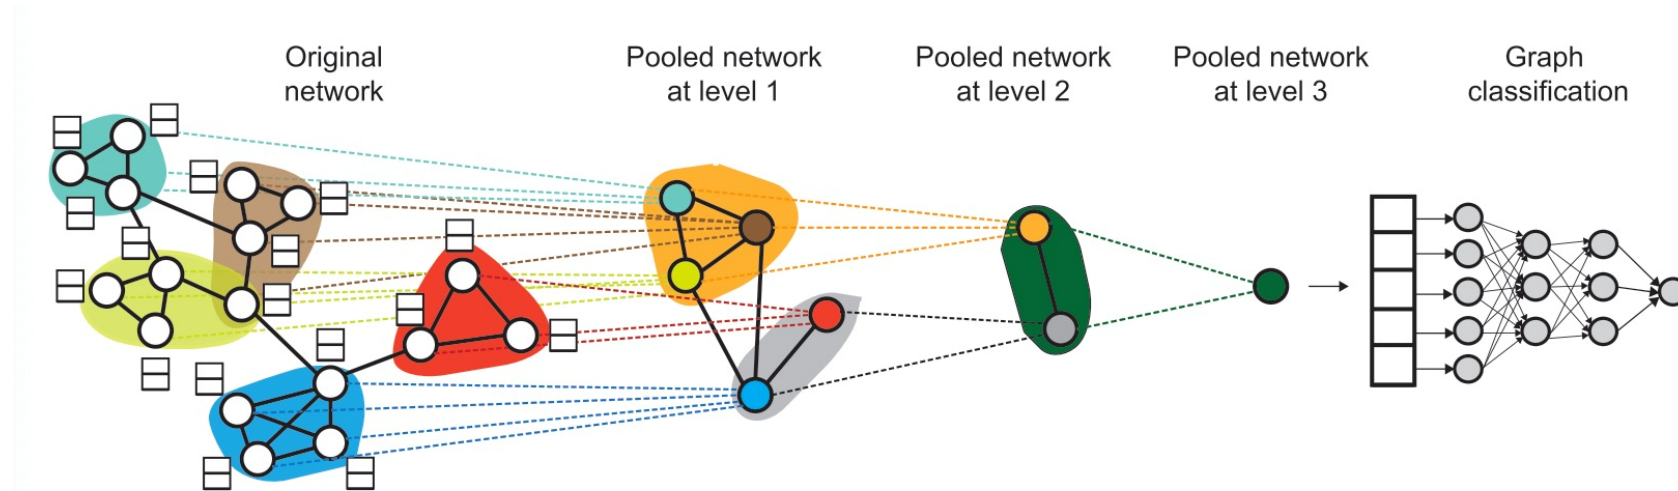 Original
network
Pooled network
at level 1
Pooled network
at level 2
Pooled network
at level 3
Graph
classification